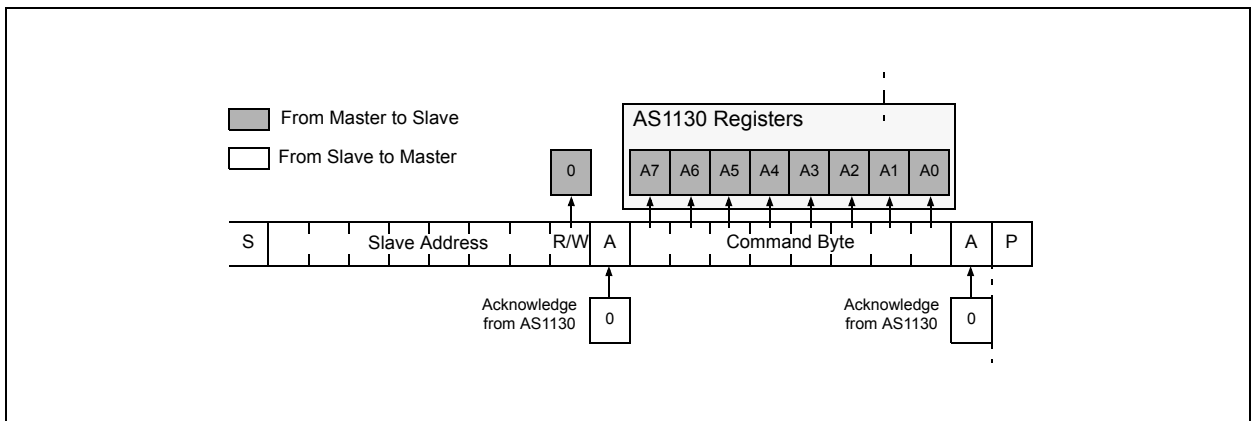 AS1130 Registers
From Master to Slave
From Slave to Master
0 A7 A6 A5 A4 A3 A2 A1 A0
S Slave Address R/W A Command Byte A P
Acknowledge
from AS1130
0
Acknowledge
from AS1130
0